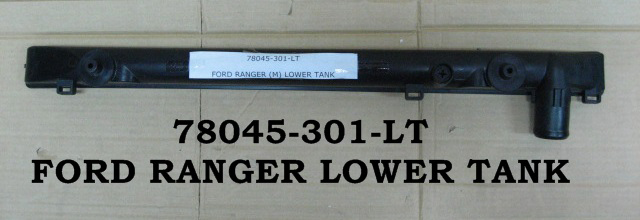 78045-301-LT
FORD RANGER (M) LOWER TANK
78045-301-LT
FORD RANGER LOWER TANK